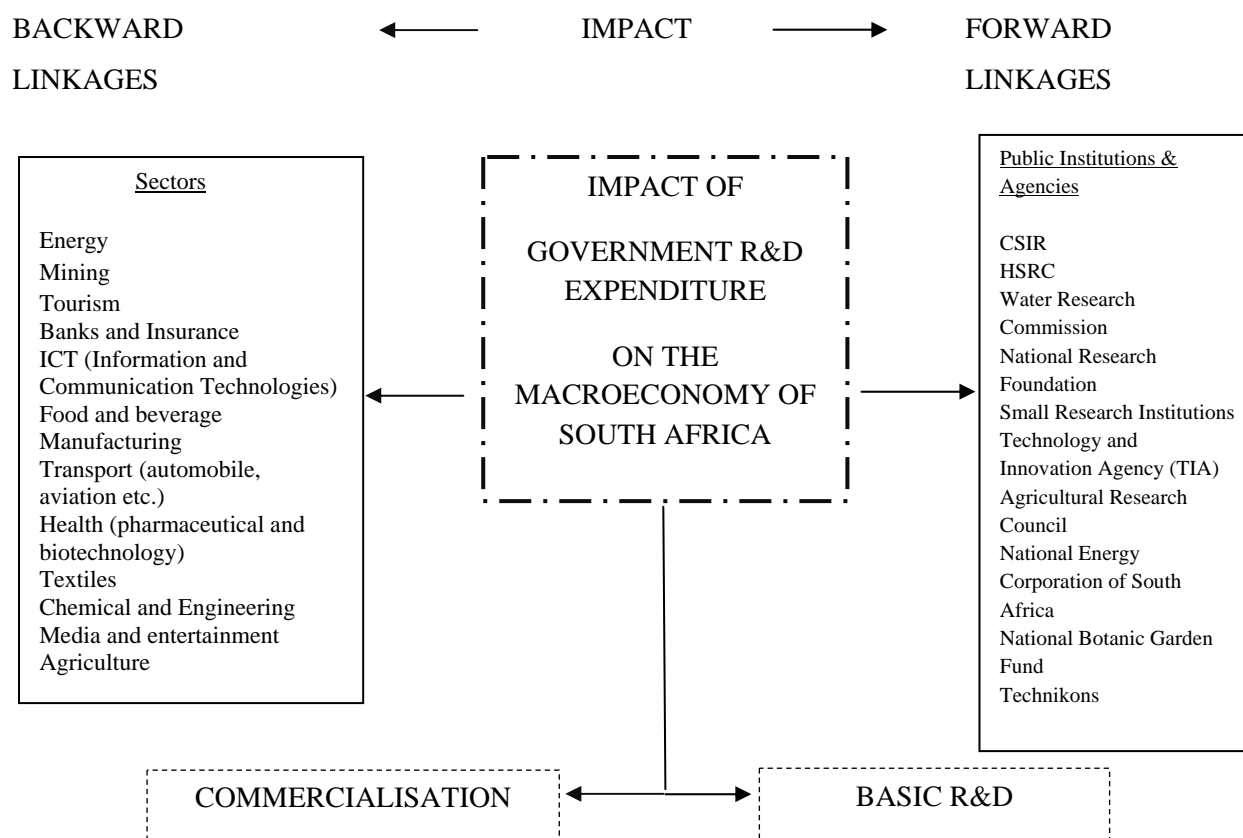 BACKWARD IMPACT FORWARD
LINKAGES LINKAGES
Sectors
Energy
Mining
Tourism
Banks and Insurance
ICT (Information and
Communication Technologies)
Food and beverage
Manufacturing
Transport (automobile,
aviation etc.)
Health (pharmaceutical and
biotechnology)
Textiles
Chemical and Engineering
Media and entertainment
Agriculture
IMPACT OF
GOVERNMENT R&D
EXPENDITURE
ON THE
MACROECONOMY OF
SOUTH AFRICA
Public Institutions &
Agencies
CSIR
HSRC
Water Research
Commission
National Research
Foundation
Small Research Institutions
Technology and
Innovation Agency (TIA)
Agricultural Research
Council
National Energy
Corporation of South
Africa
National Botanic Garden
Fund
Technikons
COMMERCIALISATION BASIC R&D